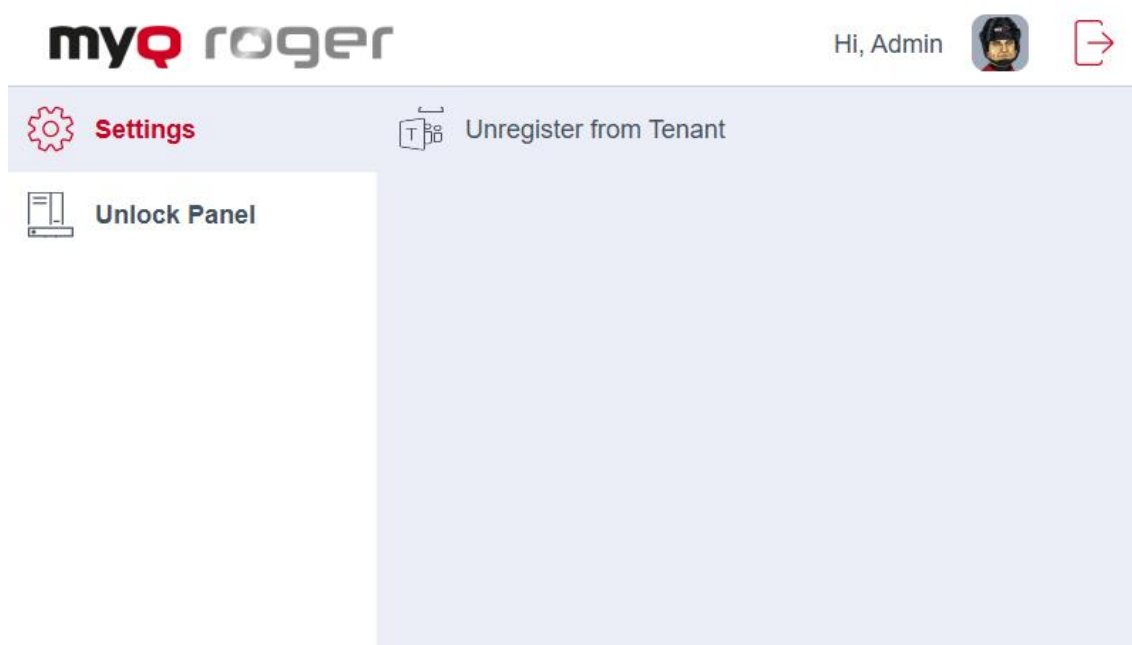 myQ roger
Hi, Admin
Settings
Unregister from Tenant
T
Unlock Panel